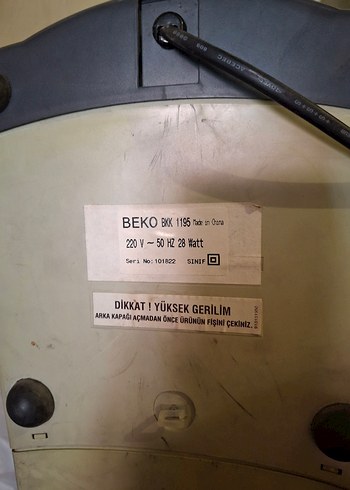 BEKO BKK 1195 Made in China
220 V ~ 50 HZ 28 Watt
Seri No:101822 SINIF
DİKKAT ! YÜKSEK GERİLİM
ARKA KAPAĞI AÇMADAN ÖNCE ÜRÜNÜN FİŞİNİ ÇEKİNİZ.